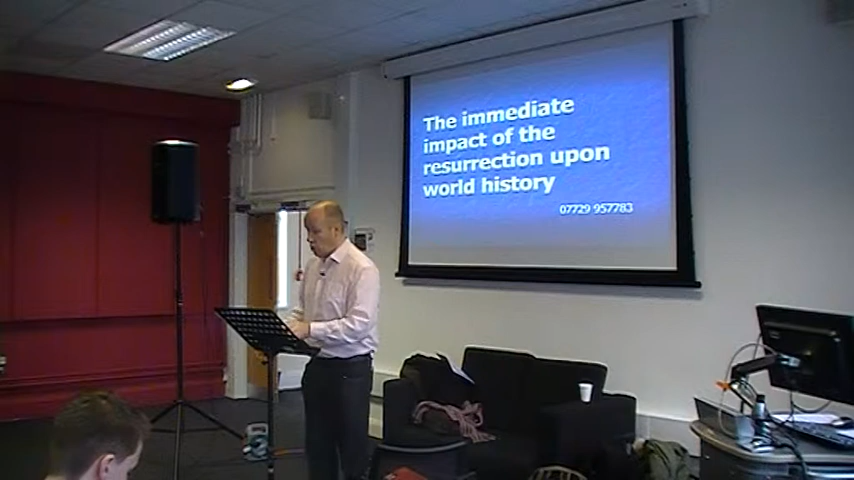 The immediate
impact of the
resurrection upon
world history
07729 957783